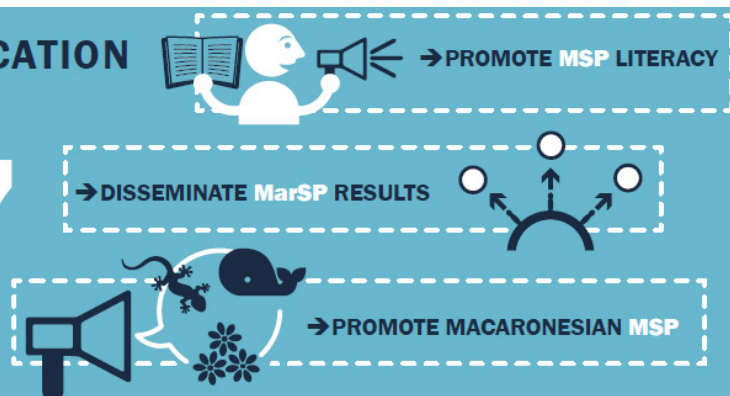 CATION
→PROMOTE MSP LITERACY
→DISSEMINATE MarSP RESULTS
→PROMOTE MACARONESIAN MSP